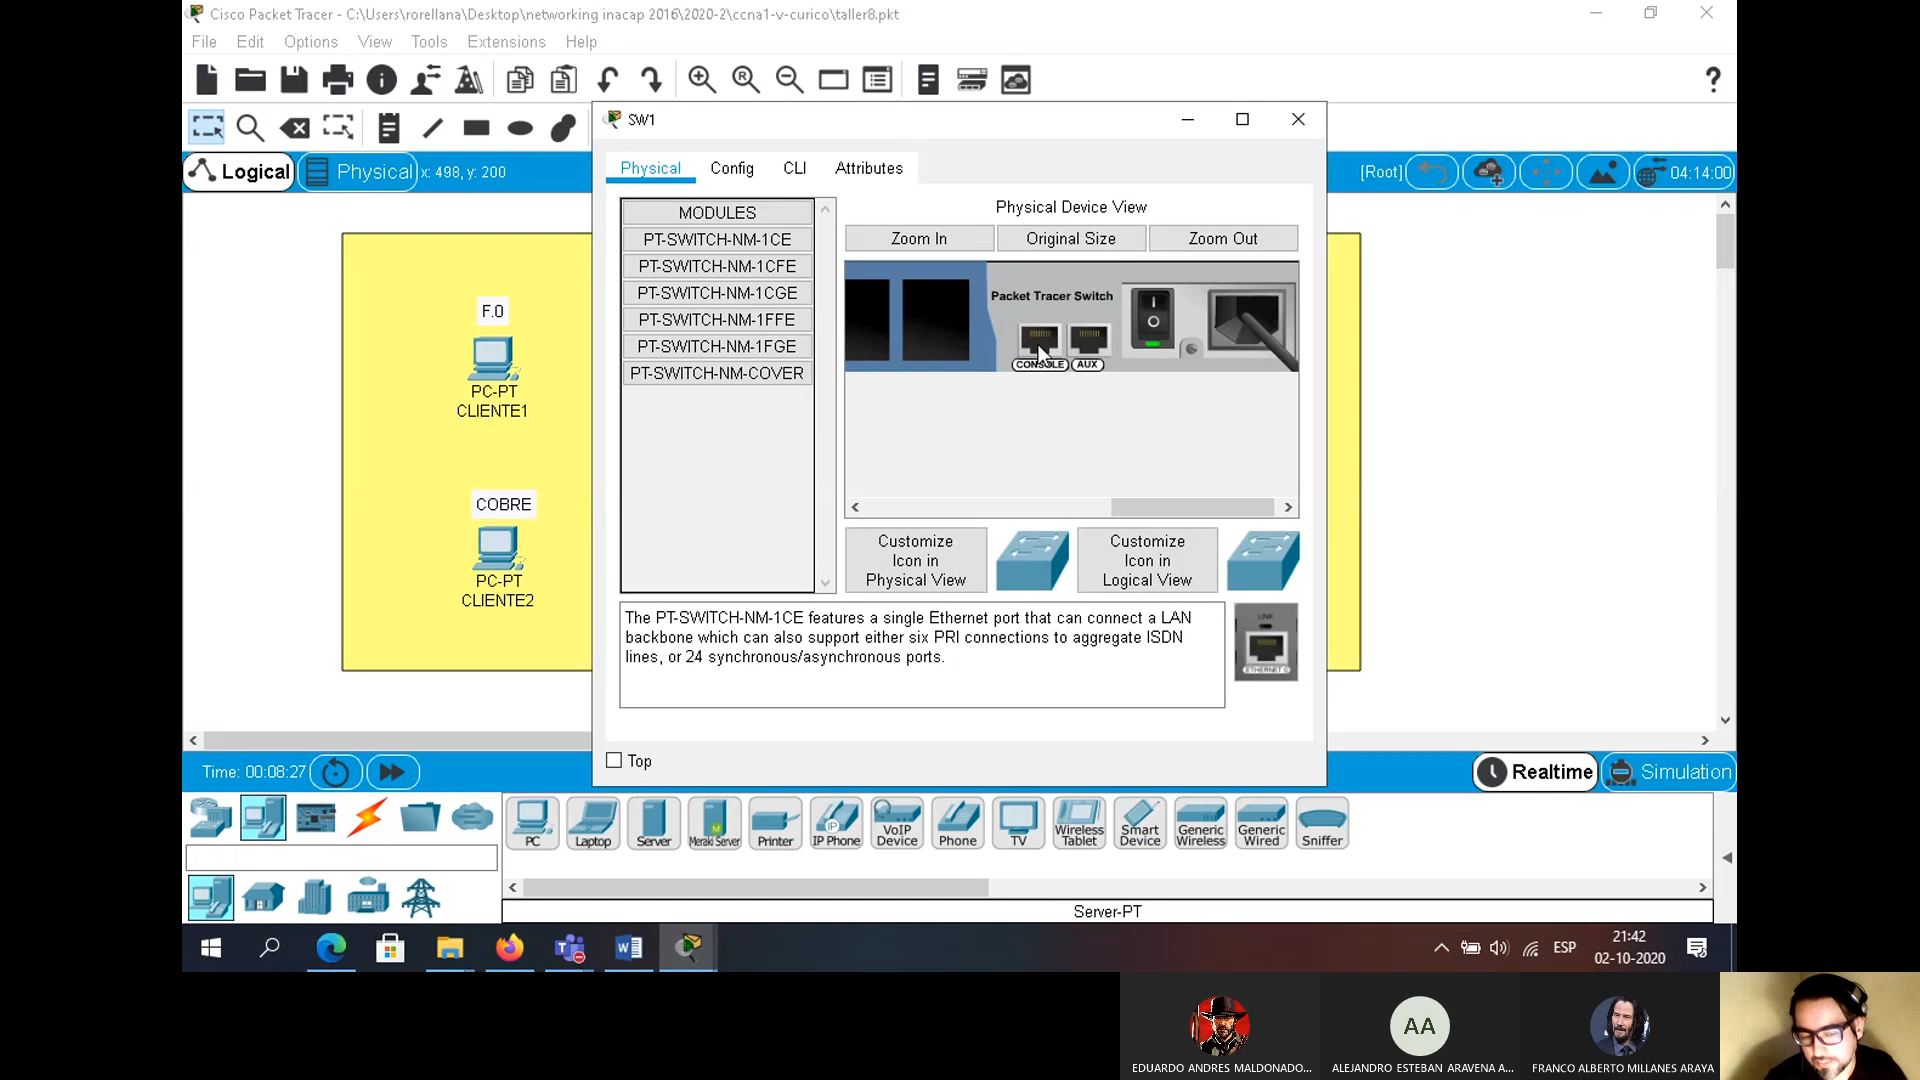 Cisco Packet Tracer - C:\Users\rorellana\Desktop\networking inacap 2016\2020-2\ccna1-v-curico\taller8.pkt
File Edit Options View Tools Extensions Help
SW1
Logical
Physical
x: 498, y: 200
[Root]
04:14:00
Physical Config CLI Attributes
MODULES
PT-SWITCH-NM-1CE
PT-SWITCH-NM-1CFE
PT-SWITCH-NM-1CGE
PT-SWITCH-NM-1FFE
PT-SWITCH-NM-1FGE
PT-SWITCH-NM-COVER
Physical Device View
Zoom In
Original Size
Zoom Out
Packet Tracer Switch
CONSOLE
AUX
F.O
PC-PT
CLIENTE1
COBRE
PC-PT
CLIENTE2
Customize
Icon in
Physical View
Customize
Icon in
Logical View
The PT-SWITCH-NM-1CE features a single Ethernet port that can connect a LAN
backbone which can also support either six PRI connections to aggregate ISDN
lines, or 24 synchronous/asynchronous ports.
LINK
Top
Time: 00:08:27
Realtime
Simulation
PC
Laptop
Server
Meraki Server
Printer
IP
IP Phone
VoIP
Device
Phone
TV
Wireless
Tablet
Smart
Device
Generic
Wireless
Generic
Wired
Sniffer
Server-PT
ESP
21:42
02-10-2020
AA
EDUARDO ANDRES MALDONADO...
ALEJANDRO ESTEBAN ARAVENA A...
FRANCO ALBERTO MILLANES ARAYA